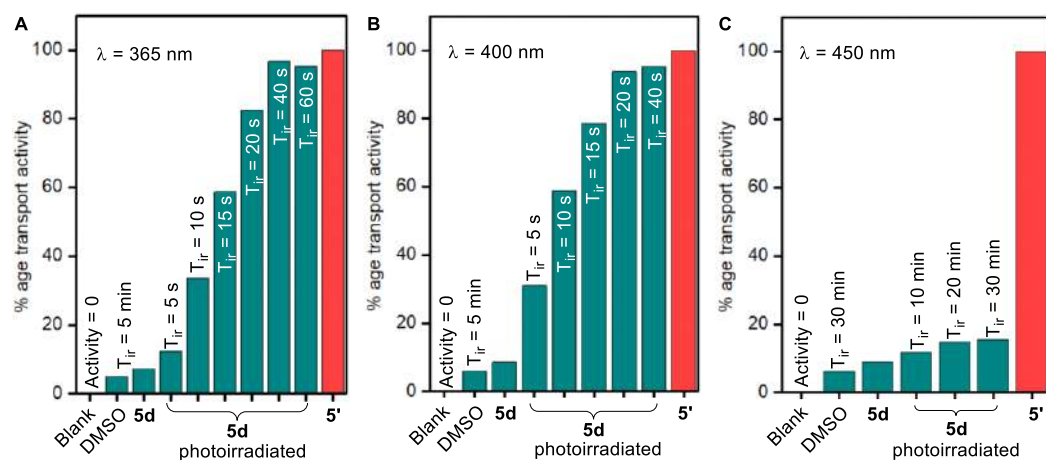 A
λ = 365 nm
% age transport activity
100
80
60
40
20
0
Activity = 0
T_ir = 5 min
T_ir = 5 s
T_ir = 10 s
T_ir = 15 s
T_ir = 20 s
T_ir = 40 s
T_ir = 60 s
Blank
DMSO
5d
5d
photoirradiated
5'
B
λ = 400 nm
% age transport activity
100
80
60
40
20
0
Activity = 0
T_ir = 5 min
T_ir = 5 s
T_ir = 10 s
T_ir = 15 s
T_ir = 20 s
T_ir = 40 s
Blank
DMSO
5d
5d
photoirradiated
5'
C
λ = 450 nm
% age transport activity
100
80
60
40
20
0
Activity = 0
T_ir = 30 min
T_ir = 10 min
T_ir = 20 min
T_ir = 30 min
Blank
DMSO
5d
5d
photoirradiated
5'